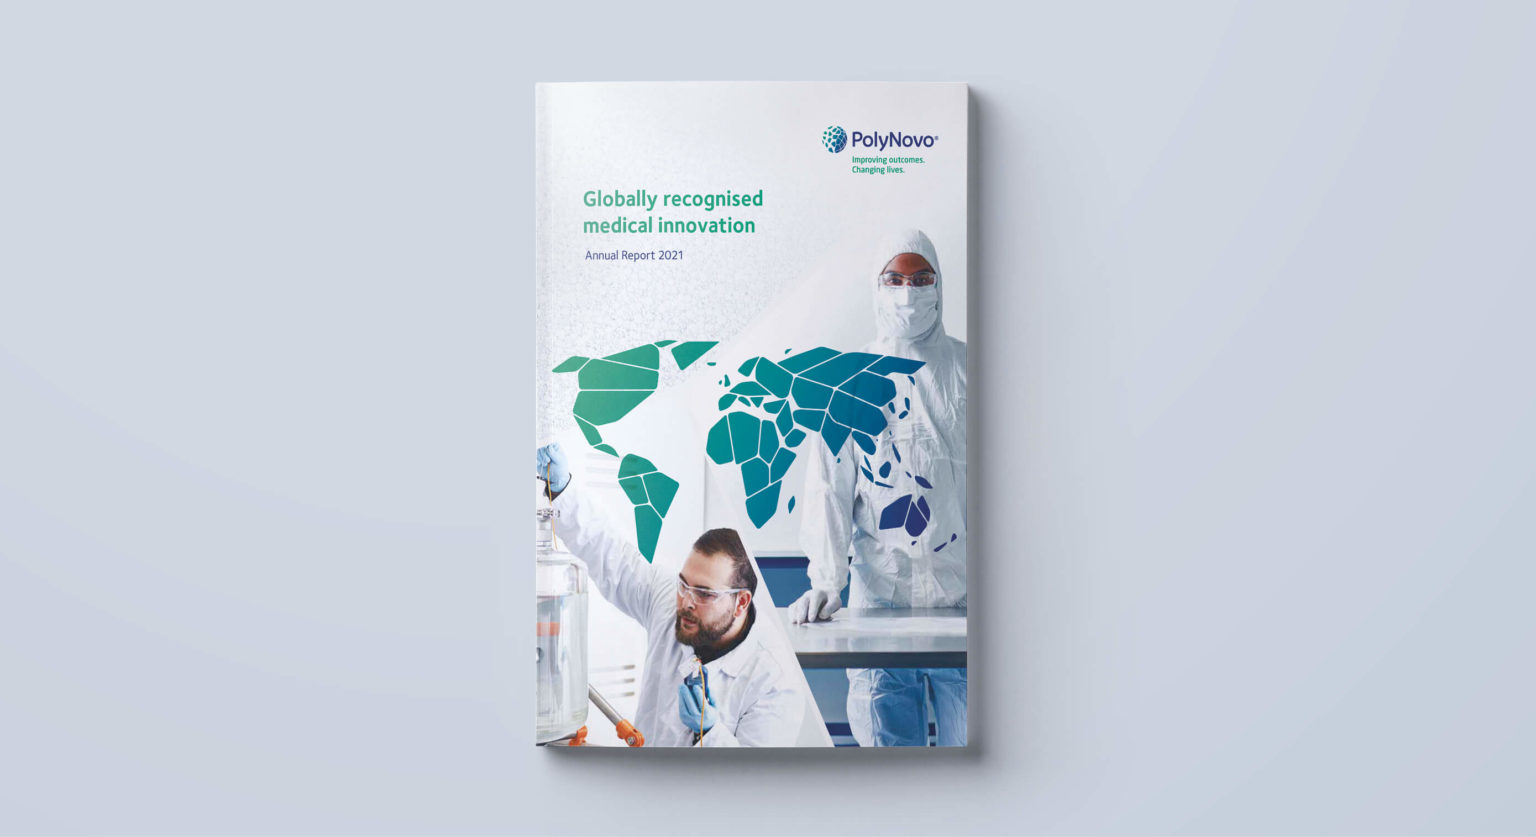 PolyNovo®
Improving outcomes.
Changing lives.
Globally recognised
medical innovation
Annual Report 2021